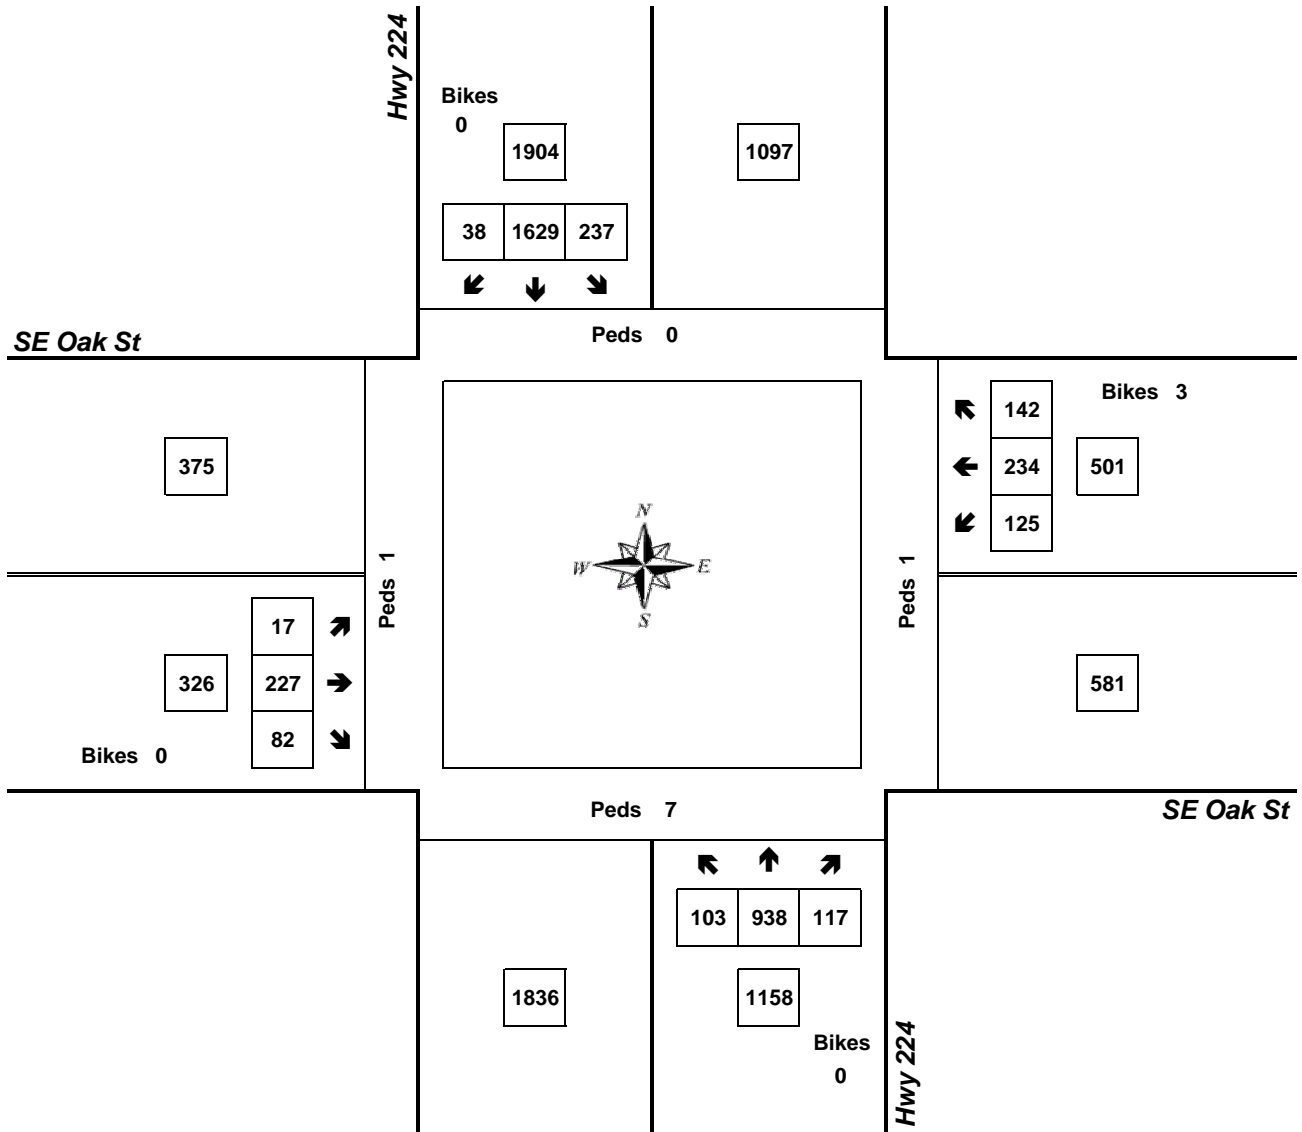 Hwy 224
Bikes
0
1904
1097
38 1629 237
Peds 0
SE Oak St
Bikes 3
142
375
234
501
125
N
W E
S
Peds 1
Peds 1
17
326
227
581
82
Bikes 0
Peds 7
SE Oak St
103 938 117
1836
1158
Bikes
0
Hwy 224